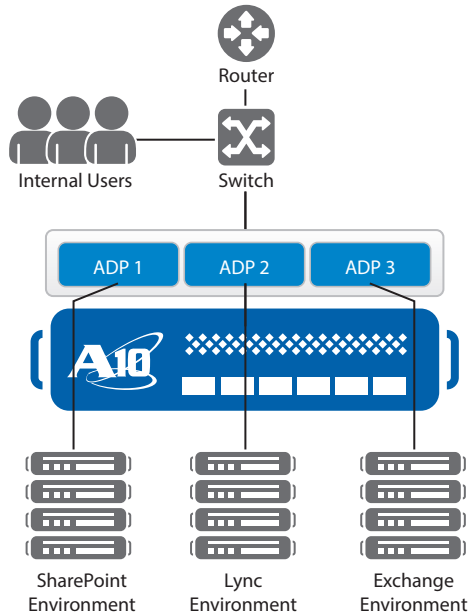 Router
Internal Users
Switch
ADP 1
ADP 2
ADP 3
A10
SharePoint
Environment
Lync
Environment
Exchange
Environment